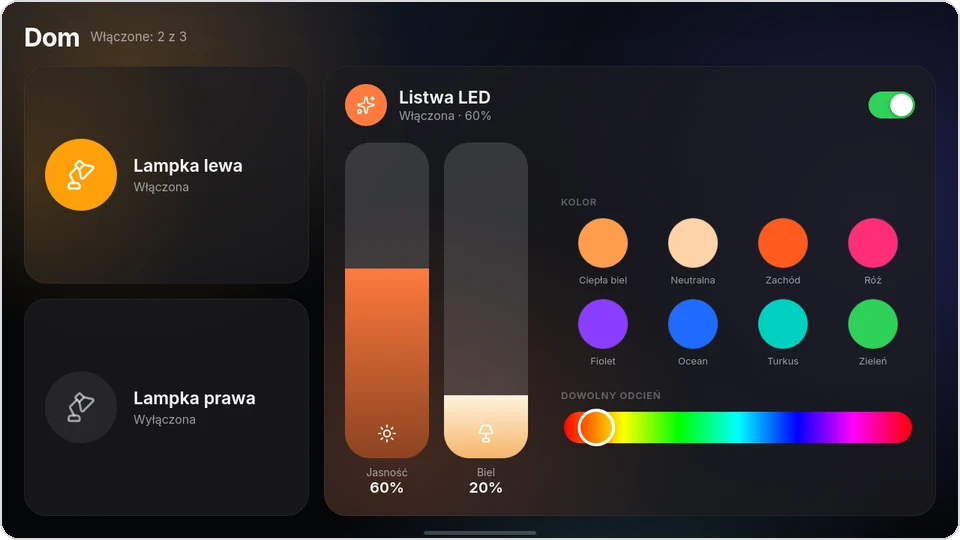 Dom
Włączone: 2 z 3
Lampka lewa
Włączona
Lampka prawa
Wyłączona
Listwa LED
Włączona · 60%
Jasność
60%
Biel
20%
KOLOR
Ciepła biel
Neutralna
Zachód
Róż
Fiolet
Ocean
Turkus
Zieleń
DOWOLNY ODCIEŃ